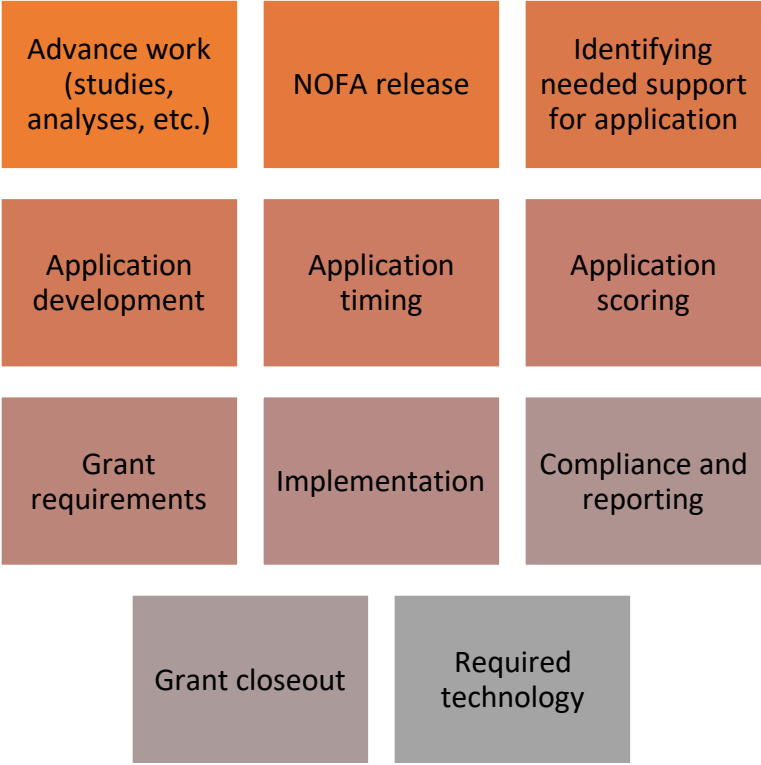 Advance work
(studies,
analyses, etc.)
NOFA release
Identifying
needed support
for application
Application
development
Application
timing
Application
scoring
Grant
requirements
Implementation
Compliance and
reporting
Grant closeout
Required
technology